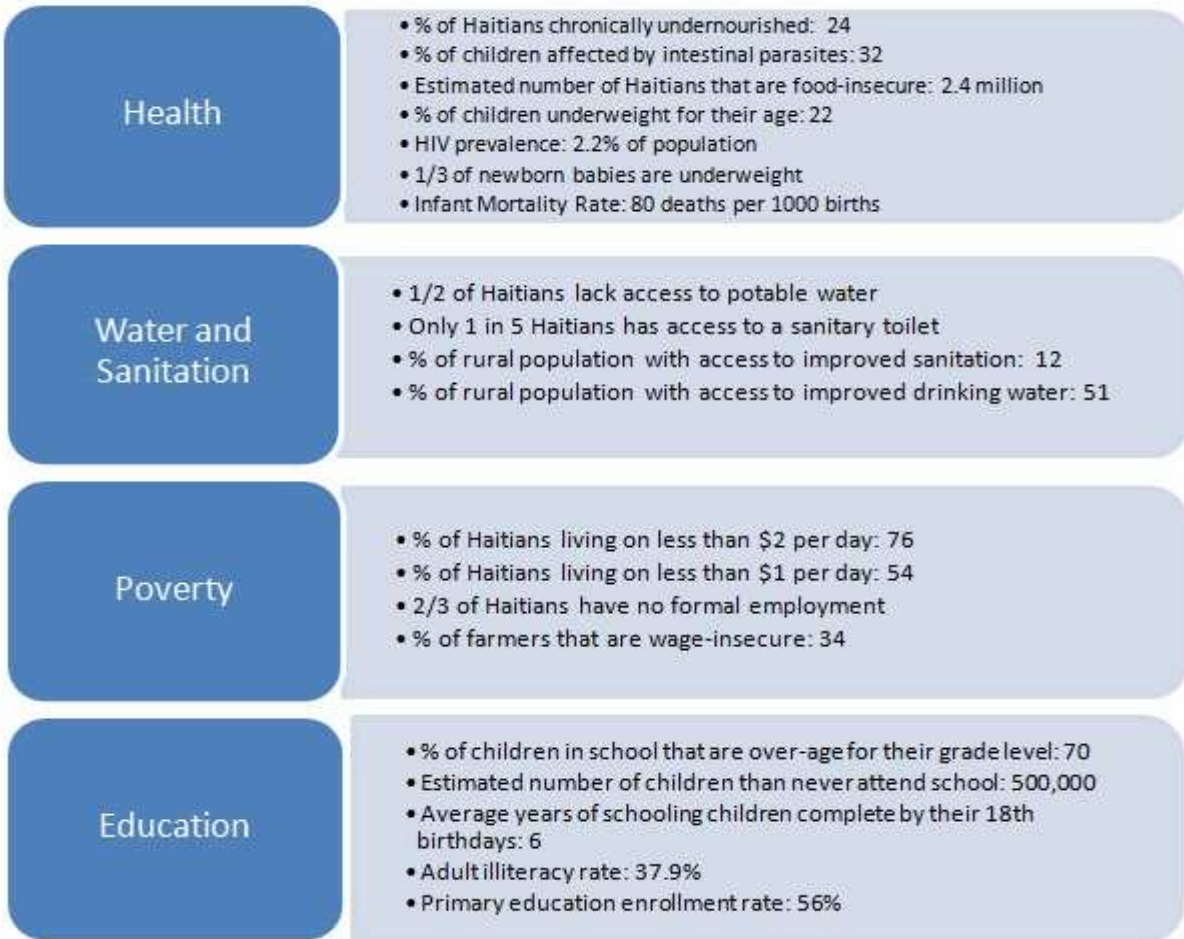 Health
• % of Haitians chronically undernourished:  24
• % of children affected by intestinal parasites: 32
• Estimated number of Haitians that are food-insecure: 2.4 million
• % of children underweight for their age: 22
• HIV prevalence: 2.2% of population
• 1/3 of newborn babies are underweight
• Infant Mortality Rate: 80 deaths per 1000 births
Water and
Sanitation
• 1/2 of Haitians lack access to potable water
• Only 1 in 5 Haitians has access to a sanitary toilet
• % of rural population with access to improved sanitation:  12
• % of rural population with access to improved drinking water: 51
Poverty
• % of Haitians living on less than $2 per day: 76
• % of Haitians living on less than $1 per day: 54
• 2/3 of Haitians have no formal employment
• % of farmers that are wage-insecure: 34
Education
• % of children in school that are over-age for their grade level: 70
• Estimated number of children than never attend school: 500,000
• Average years of schooling children complete by their 18th
birthdays: 6
• Adult illiteracy rate: 37.9%
• Primary education enrollment rate: 56%